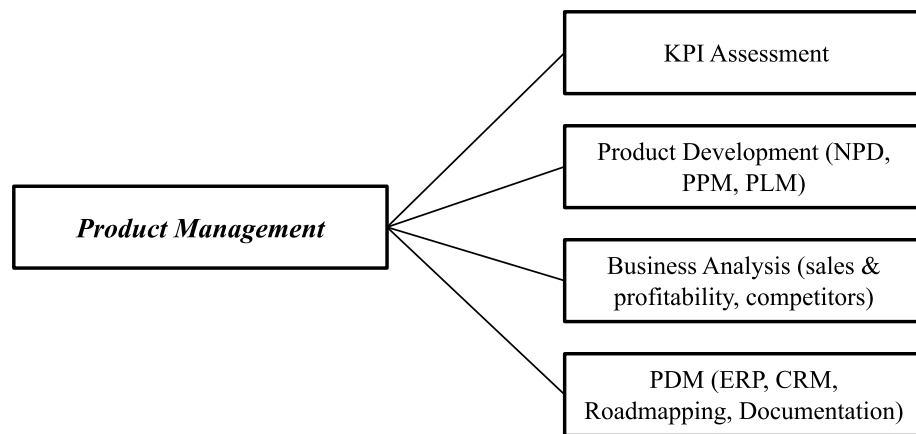 KPI Assessment
Product Development (NPD,
PPM, PLM)
Product Management
Business Analysis (sales &
profitability, competitors)
PDM (ERP, CRM,
Roadmapping, Documentation)